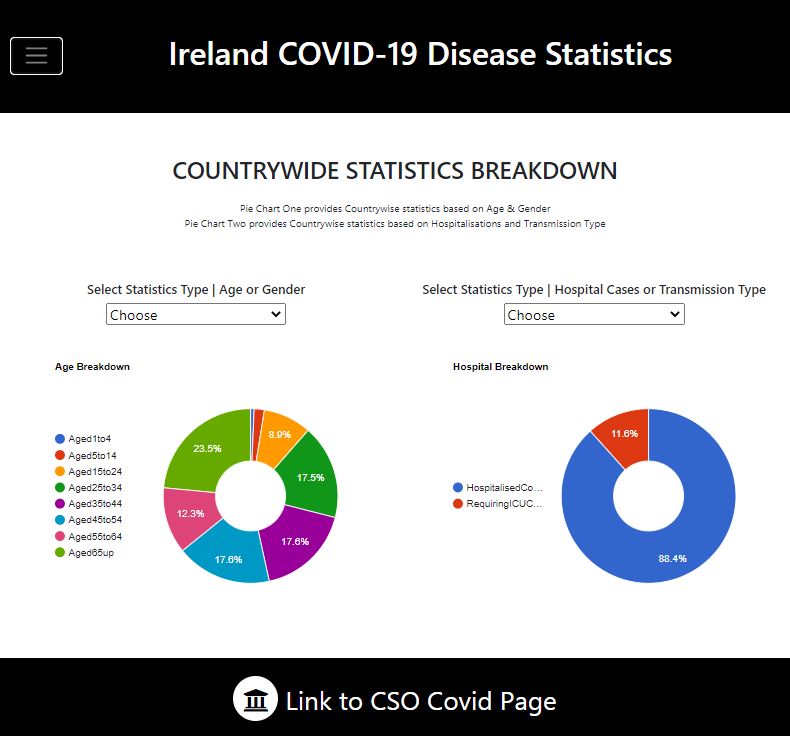 Ireland COVID-19 Disease Statistics
COUNTRYWIDE STATISTICS BREAKDOWN
Pie Chart One provides Countrywise statistics based on Age & Gender
Pie Chart Two provides Countrywise statistics based on Hospitalisations and Transmission Type
Select Statistics Type | Age or Gender
Choose
Select Statistics Type | Hospital Cases or Transmission Type
Choose
Age Breakdown
Aged1to4
Aged5to14
Aged15to24
Aged25to34
Aged35to44
Aged45to54
Aged55to64
Aged65up
8.9%
17.5%
17.6%
17.6%
12.3%
23.5%
Hospital Breakdown
HospitalisedCo...
RequiringICUC...
11.6%
88.4%
Link to CSO Covid Page